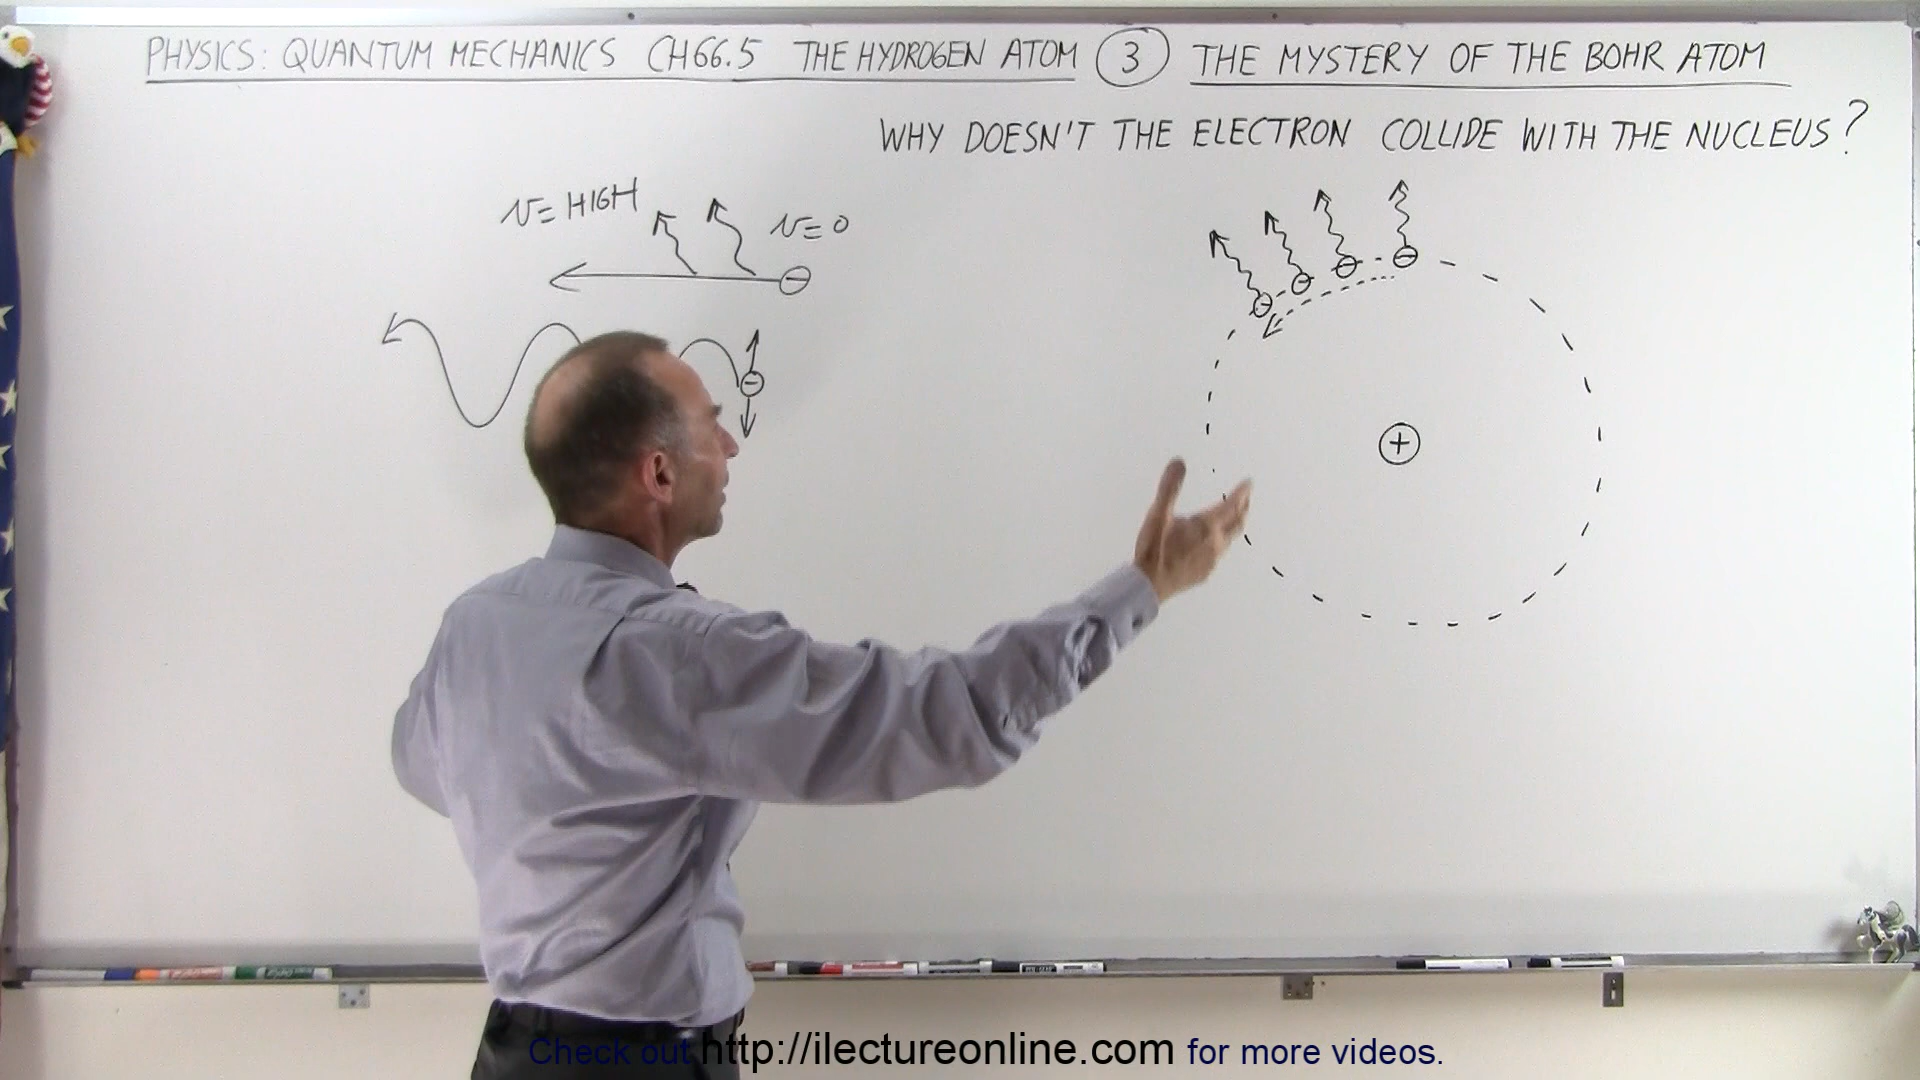 PHYSICS: QUANTUM MECHANICS CH66.5 THE HYDROGEN ATOM 3 THE MYSTERY OF THE BOHR ATOM
WHY DOESN'T THE ELECTRON COLLIDE WITH THE NUCLEUS?
v= HIGH
v=0
−
− − − −
−
+
Check out http://ilectureonline.com for more videos.